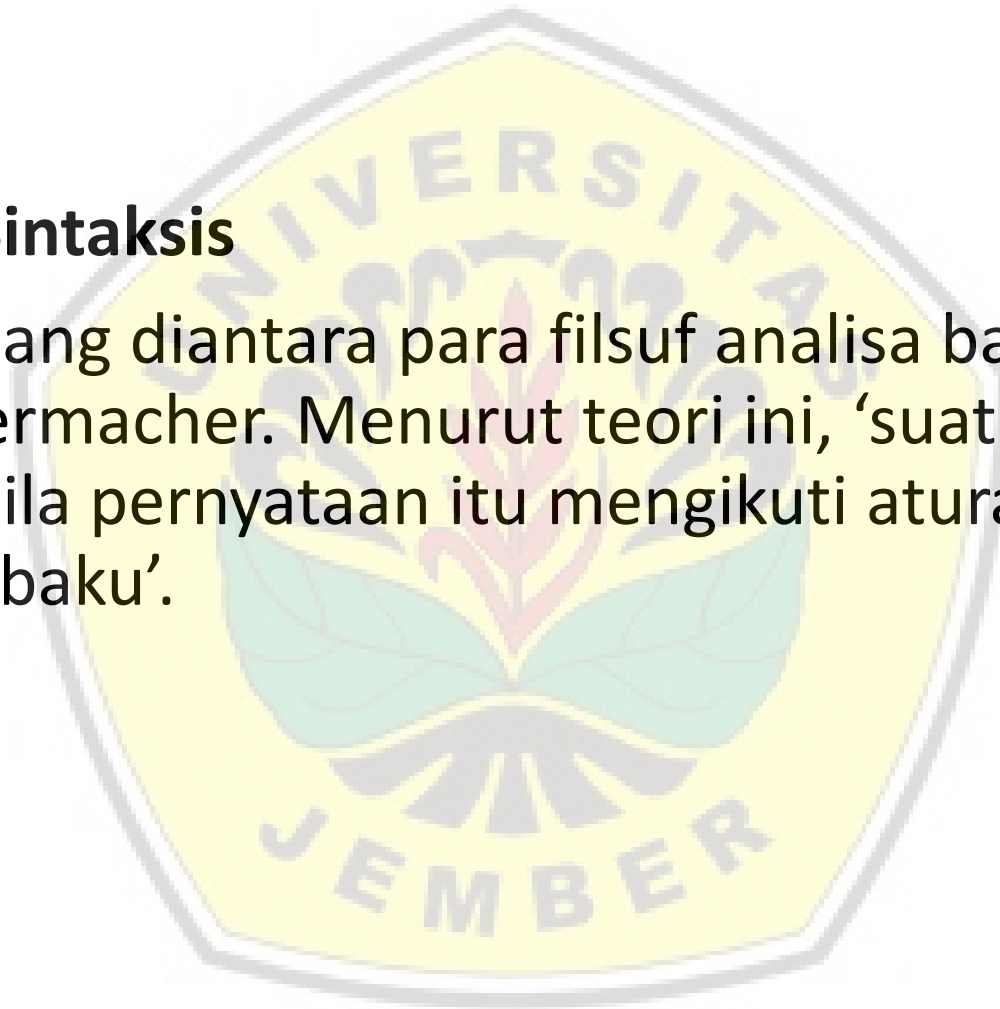 UNIVERSITAS
intaksis
ang diantara para filsuf analisa ba
ermacher. Menurut teori ini, ‘suat
ila pernyataan itu mengikuti atura
baku’.
JEMBER